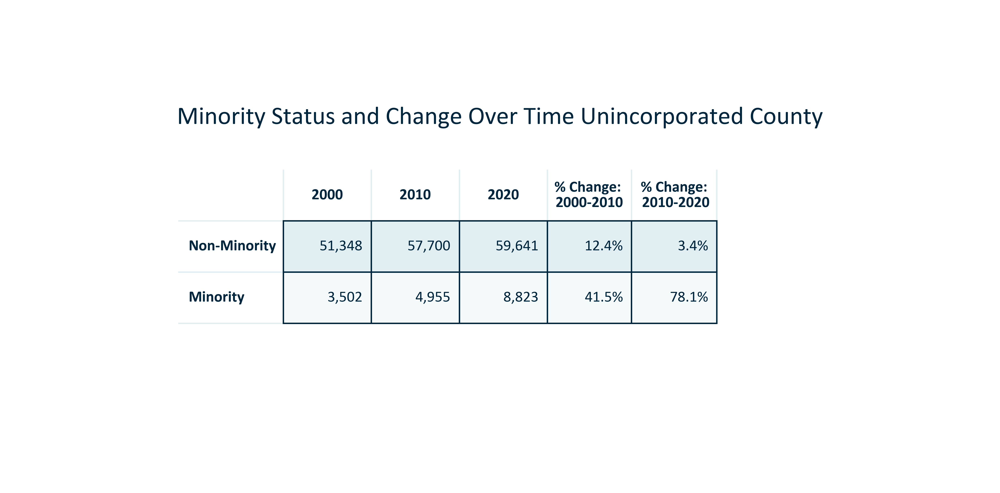 Minority Status and Change Over Time Unincorporated County
2000 2010 2020 % Change: 2000-2010 % Change: 2010-2020
Non-Minority 51,348 57,700 59,641 12.4% 3.4%
Minority 3,502 4,955 8,823 41.5% 78.1%